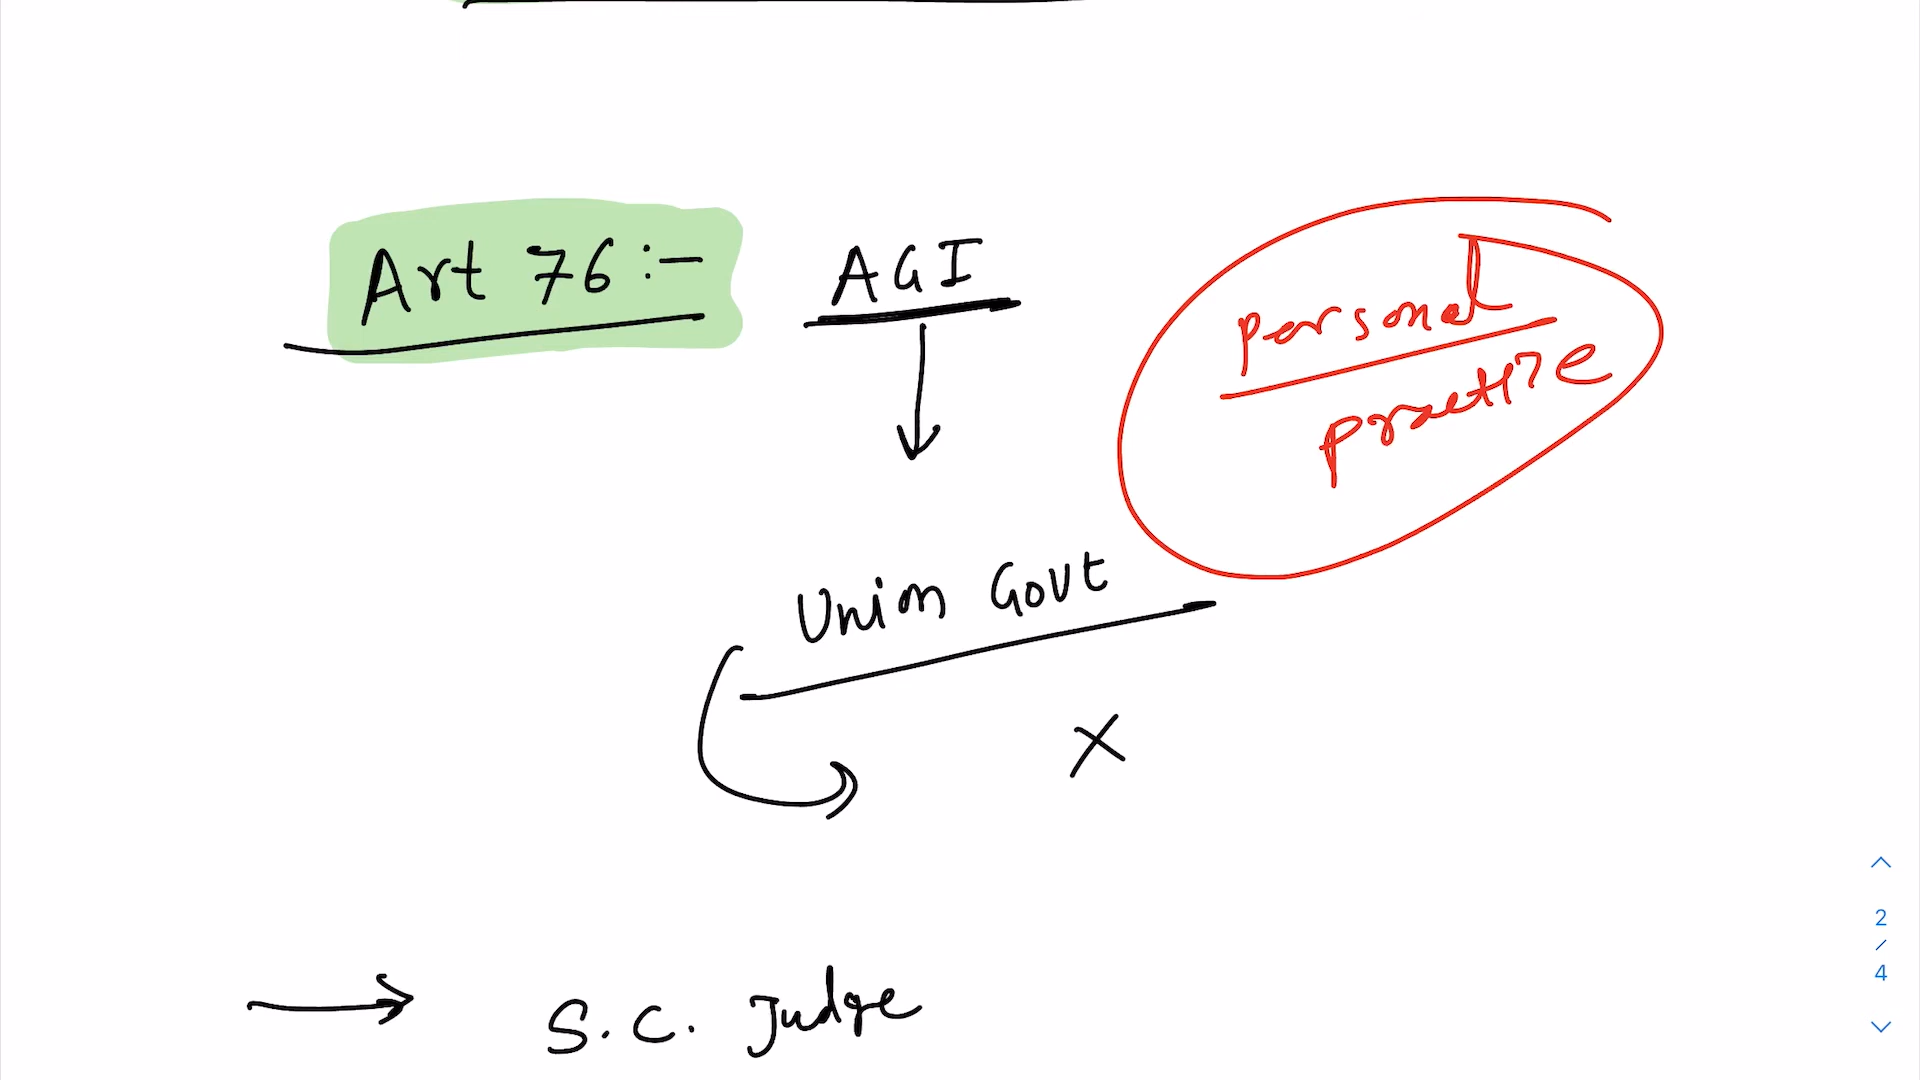 Art 76:- AGI
personal
practice
Union Govt
X
S.C. Judge
2
/
4